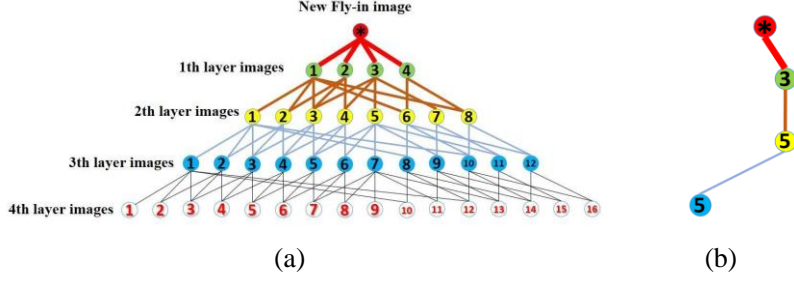 New Fly-in image
*
*
1th layer images
1 2 3 4
3
2th layer images
1 2 3 4 5 6 7 8
5
3th layer images
1 2 3 4 5 6 7 8 9 10 11 12
4th layer images
1 2 3 4 5 6 7 8 9 10 11 12 13 14 15 16
5
(a)
(b)